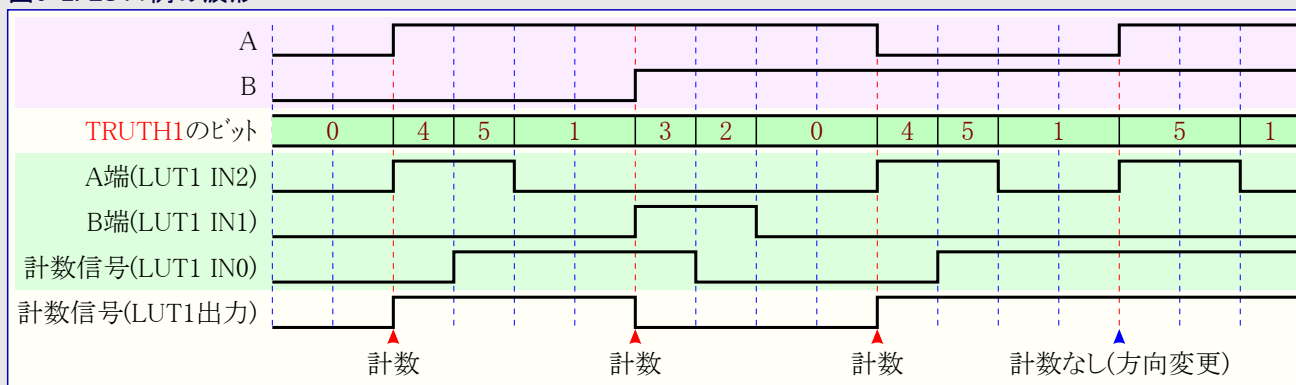 A
B
TRUTH1のビット 0 4 5 1 3 2 0 4 5 1 5 1
A端(LUT1 IN2)
B端(LUT1 IN1)
計数信号(LUT1 IN0)
計数信号(LUT1出力)
計数 計数 計数 計数なし(方向変更)